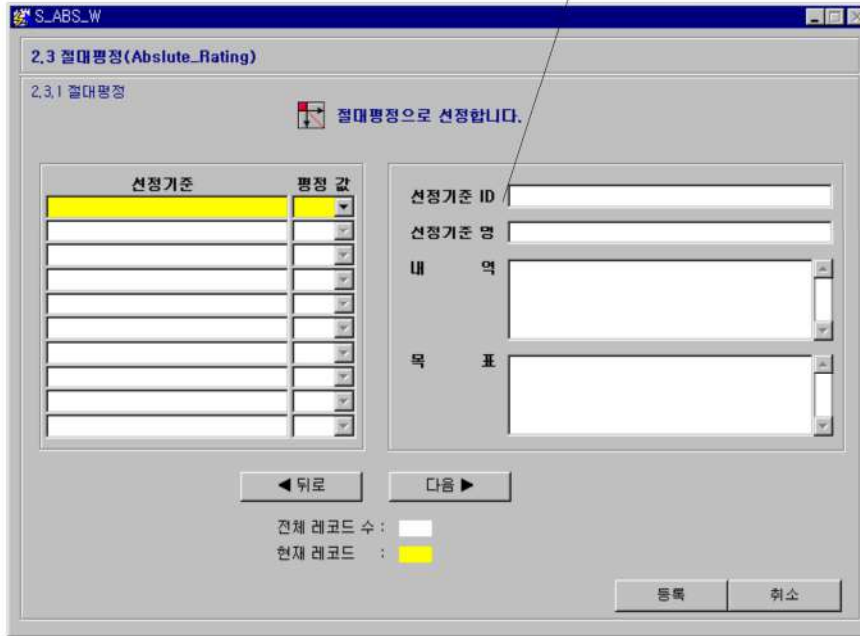 S_ABS_W
2.3 절대평정(Abslute_Rating)
2.3.1 절대평정
절대평정으로 선정합니다.
선정기준 평정 값
선정기준 ID
선정기준 명
내 역
목 표
◀ 뒤로 다음 ▶
전체 레코드 수 :
현재 레코드 :
등록 취소